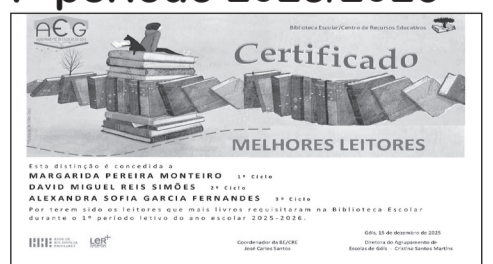 1º período 2025/2026
AEG
Biblioteca Escolar/Centro de Recursos Educativos
Certificado
MELHORES LEITORES
Esta distinção é concedida a
MARGARIDA PEREIRA MONTEIRO 1º Ciclo
DAVID MIGUEL REIS SIMÕES 2º Ciclo
ALEXANDRA SOFIA GARCIA FERNANDES 3º Ciclo
Por terem sido os leitores que mais livros requisitaram na Biblioteca Escolar
durante o 1º período letivo do ano escolar 2025-2026.
Góis, 15 de dezembro de 2025
Coordenador da BE/CRE
José Carlos Santos
Diretora do Agrupamento de
Escolas de Góis - Cristina Santos Martins
LER+